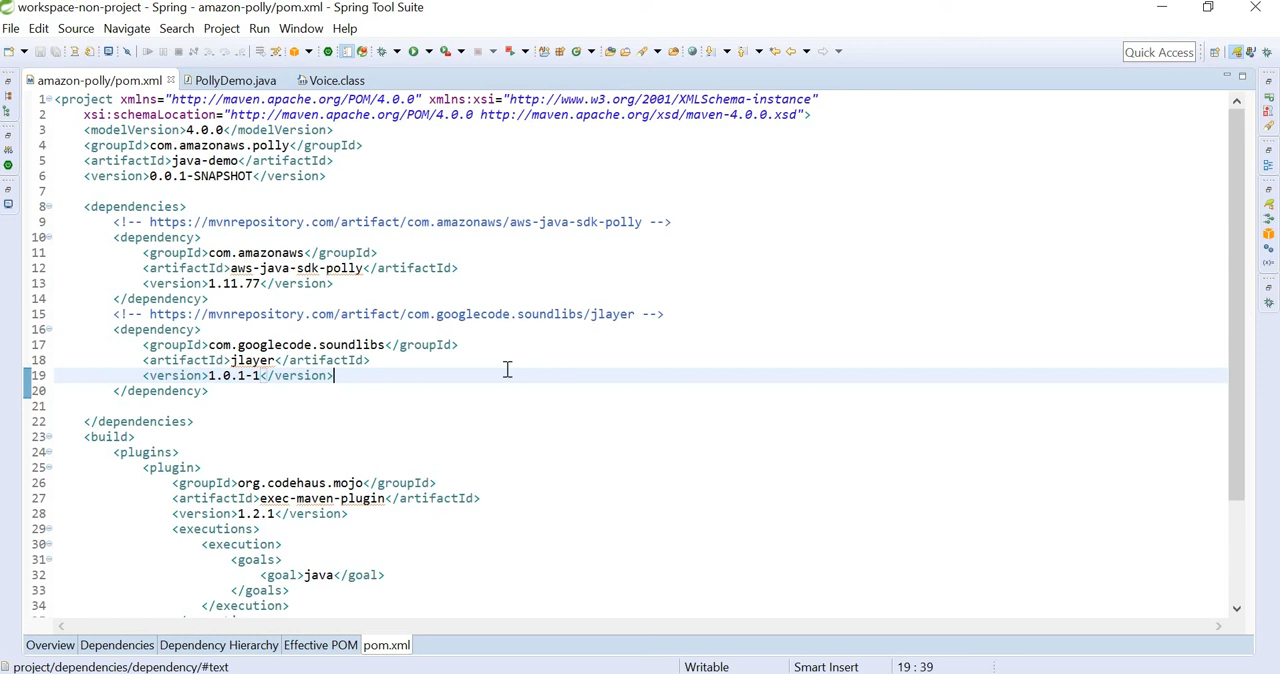 workspace-non-project - Spring - amazon-polly/pom.xml - Spring Tool Suite
File Edit Source Navigate Search Project Run Window Help
Quick Access
amazon-polly/pom.xml PollyDemo.java Voice.class
1 <project xmlns="http://maven.apache.org/POM/4.0.0" xmlns:xsi="http://www.w3.org/2001/XMLSchema-instance"
2 xsi:schemaLocation="http://maven.apache.org/POM/4.0.0 http://maven.apache.org/xsd/maven-4.0.0.xsd">
3 <modelVersion>4.0.0</modelVersion>
4 <groupId>com.amazonaws.polly</groupId>
5 <artifactId>java-demo</artifactId>
6 <version>0.0.1-SNAPSHOT</version>
7
8 <dependencies>
9 <!-- https://mvnrepository.com/artifact/com.amazonaws/aws-java-sdk-polly -->
10 <dependency>
11 <groupId>com.amazonaws</groupId>
12 <artifactId>aws-java-sdk-polly</artifactId>
13 <version>1.11.77</version>
14 </dependency>
15 <!-- https://mvnrepository.com/artifact/com.googlecode.soundlibs/jlayer -->
16 <dependency>
17 <groupId>com.googlecode.soundlibs</groupId>
18 <artifactId>jlayer</artifactId>
19 <version>1.0.1-1</version>
20 </dependency>
21
22 </dependencies>
23 <build>
24 <plugins>
25 <plugin>
26 <groupId>org.codehaus.mojo</groupId>
27 <artifactId>exec-maven-plugin</artifactId>
28 <version>1.2.1</version>
29 <executions>
30 <execution>
31 <goals>
32 <goal>java</goal>
33 </goals>
34 </execution>
Overview Dependencies Dependency Hierarchy Effective POM pom.xml
project/dependencies/dependency/#text Writable Smart Insert 19 : 39